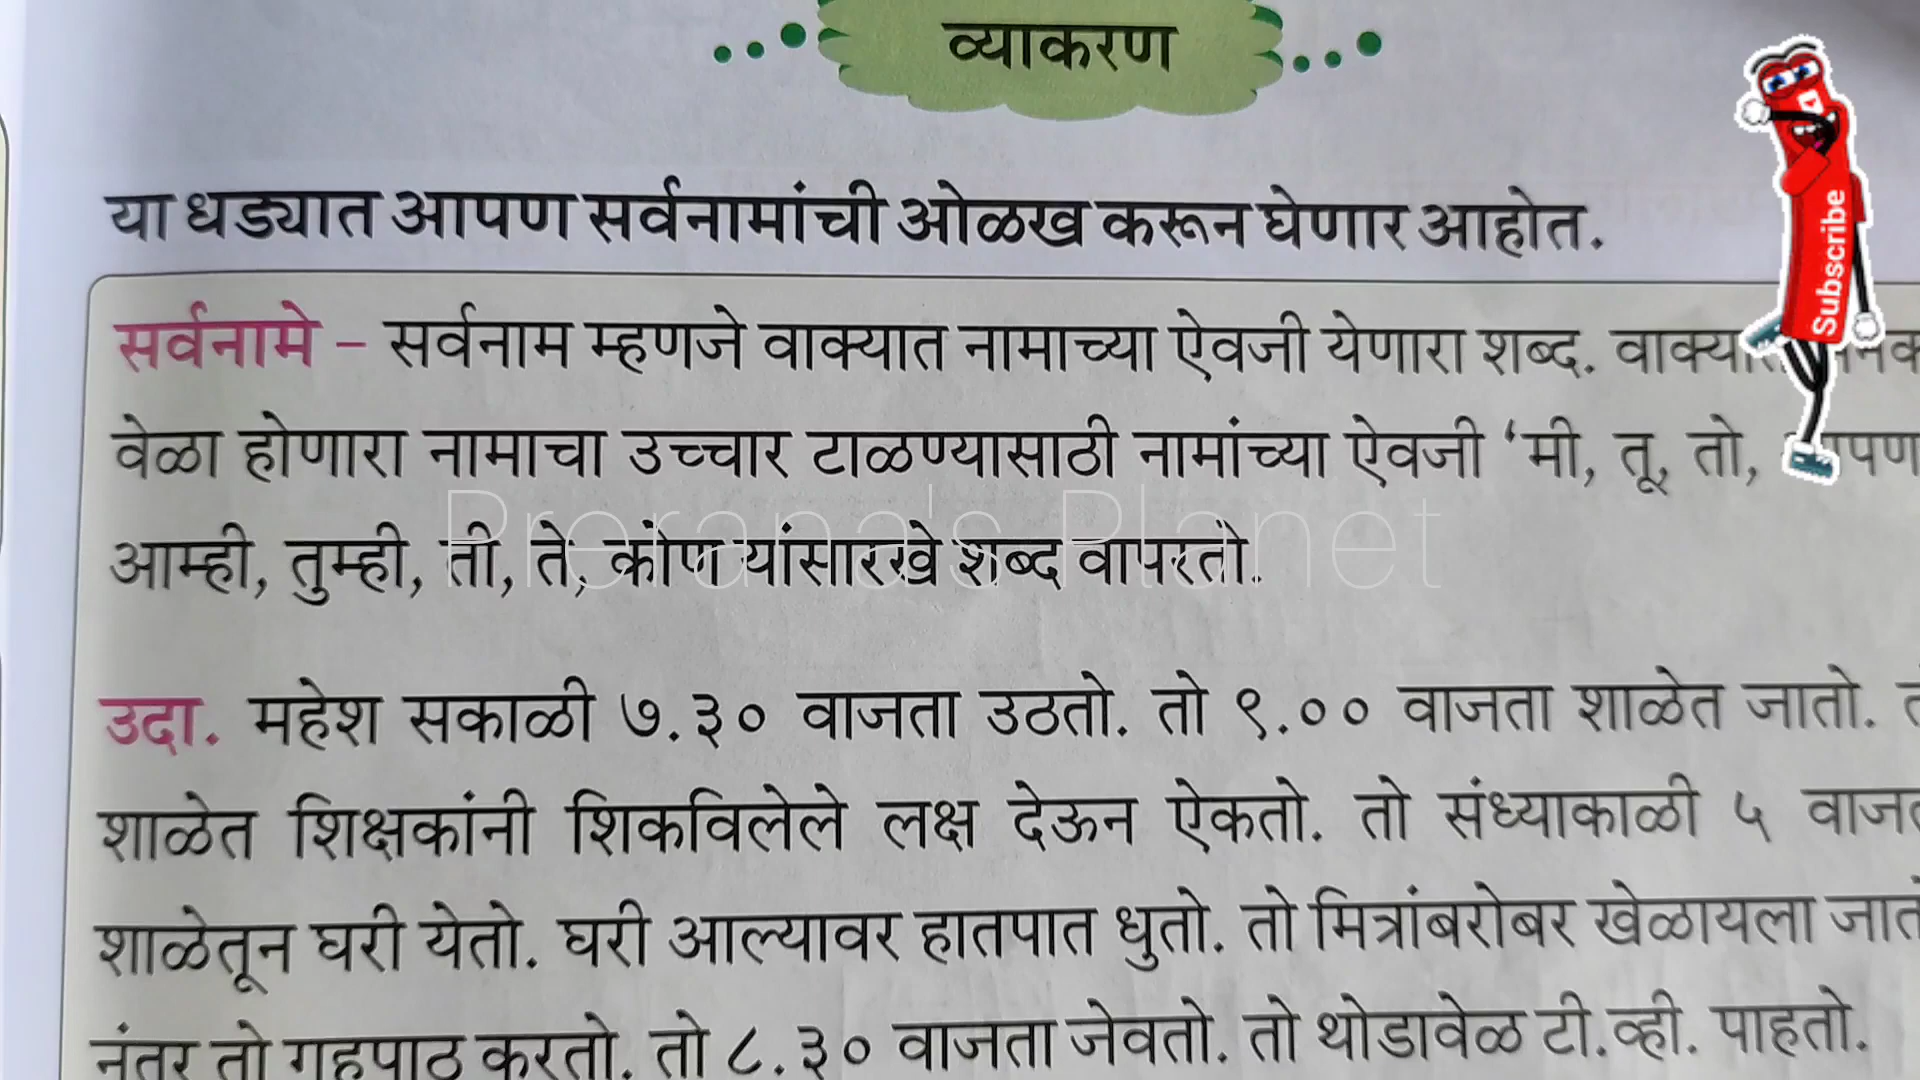 व्याकरण
या धड्यात आपण सर्वनामांची ओळख करून घेणार आहोत.
सर्वनामे – सर्वनाम म्हणजे वाक्यात नामाच्या ऐवजी येणारा शब्द.
वेळा होणारा नामाचा उच्चार टाळण्यासाठी नामांच्या ऐवजी ‘मी, तू, तो,
आम्ही, तुम्ही, ती, ते, कोण यांसारखे शब्द वापरतो.
Prerana's Planet
उदा. महेश सकाळी ७.३० वाजता उठतो. तो ९.०० वाजता शाळेत जातो.
शाळेत शिक्षकांनी शिकविलेले लक्ष देऊन ऐकतो. तो संध्याकाळी ५
शाळेतून घरी येतो. घरी आल्यावर हातपात धुतो. तो मित्रांबरोबर खेळायला
नंतर तो गृहपाठ करतो. तो ८.३० वाजता जेवतो. तो थोडावेळ टी.व्ही. पाहतो.
Subscribe